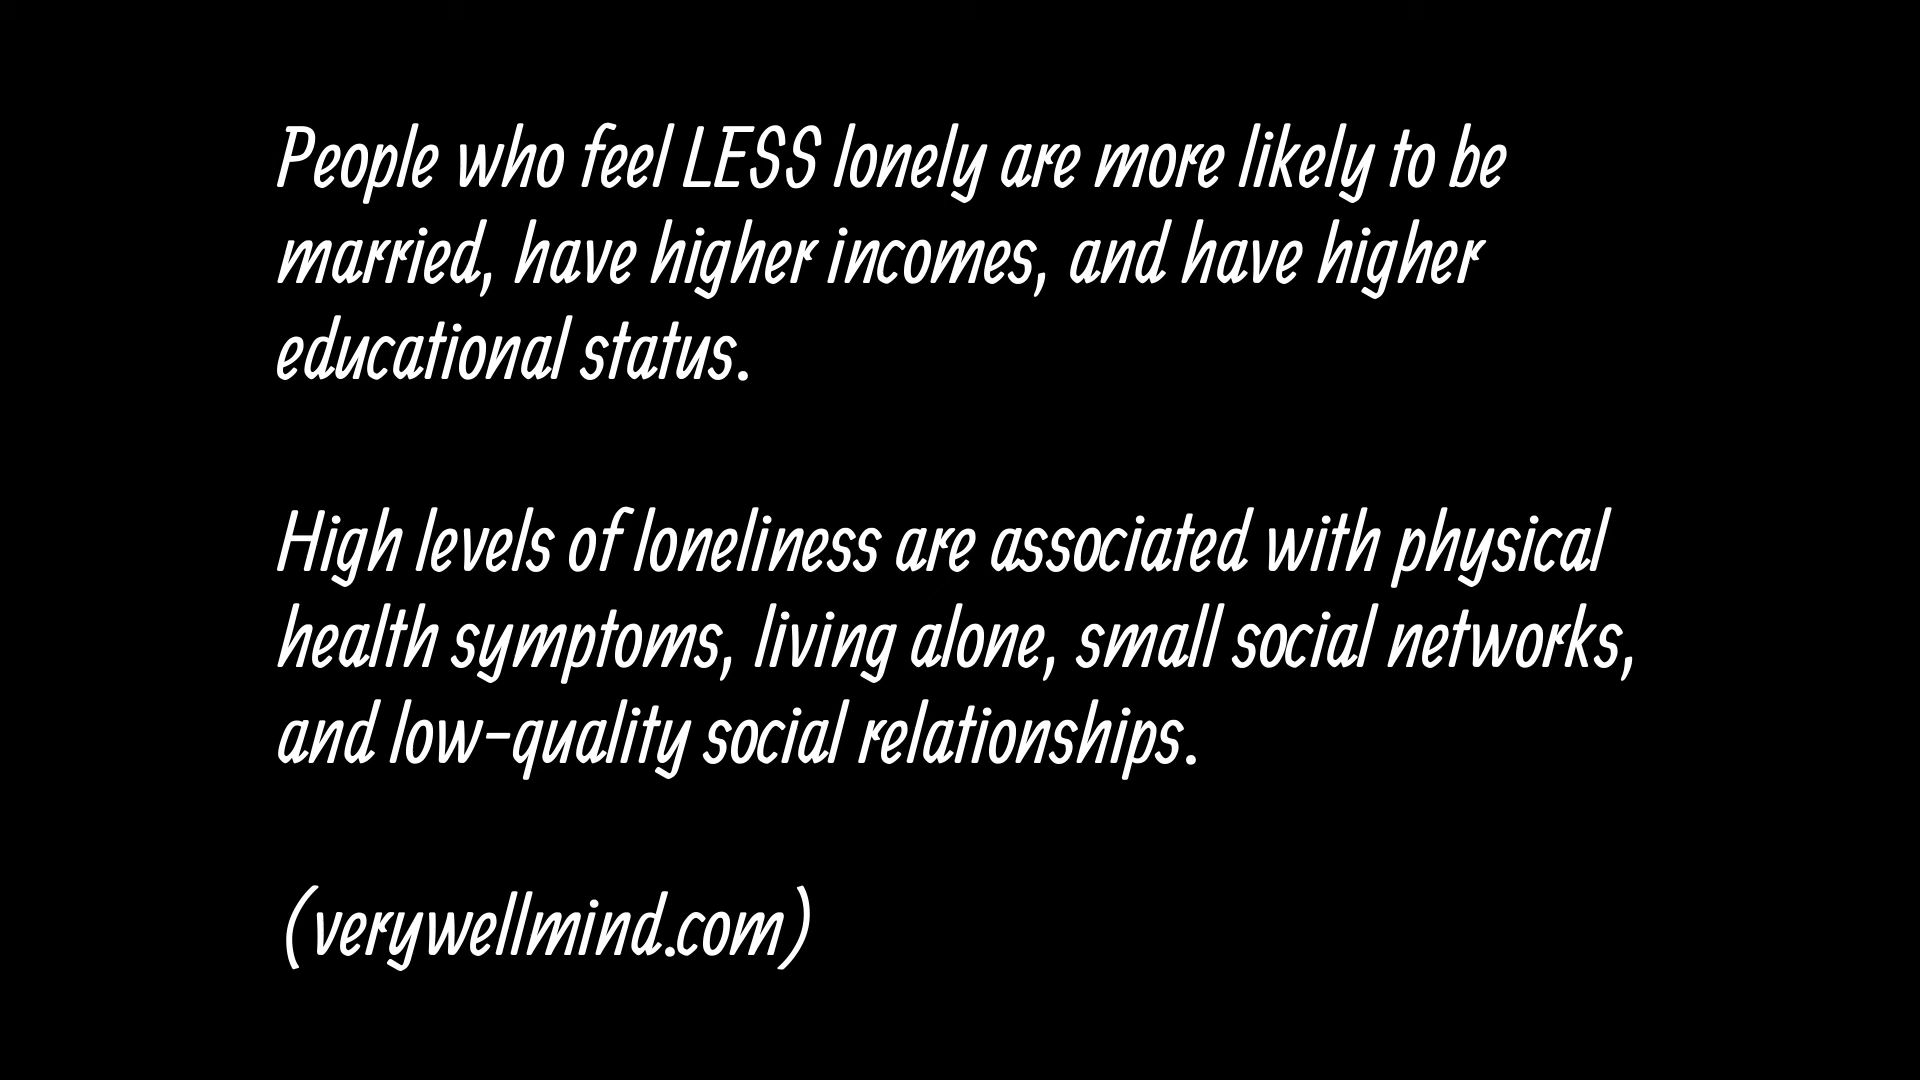 People who feel LESS lonely are more likely to be
married, have higher incomes, and have higher
educational status.
High levels of loneliness are associated with physical
health symptoms, living alone, small social networks,
and low-quality social relationships.
(verywellmind.com)